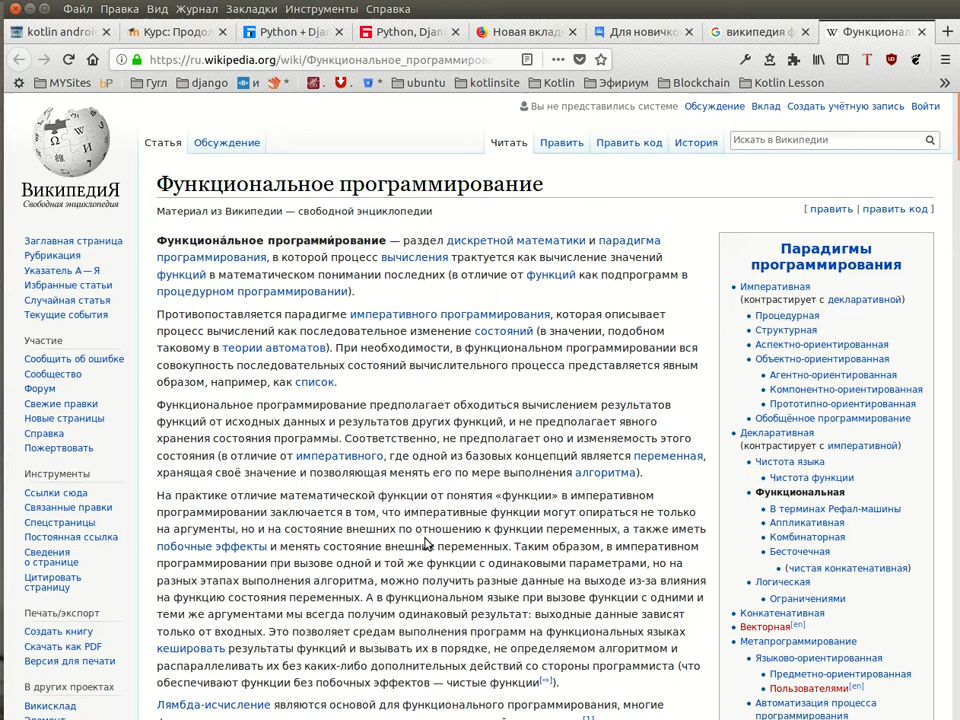 Файл Правка Вид Журнал Закладки Инструменты Справка
kotlin androi
Курс: Продол
Python + Djan
Python, Djan
Новая вкладк
Для новичко
википедия ф
Функционал
https://ru.wikipedia.org/wiki/Функциональное_программирова
MYSites
Гугл
django
и
ubuntu
kotlinsite
Kotlin
Эфириум
Blockchain
Kotlin Lesson
Вы не представились системе Обсуждение Вклад Создать учётную запись Войти
Статья Обсуждение
Читать Править Править код История
Искать в Википедии
ВикипедиЯ
Свободная энциклопедия
Заглавная страница
Рубрикация
Указатель А — Я
Избранные статьи
Случайная статья
Текущие события
Участие
Сообщить об ошибке
Сообщество
Форум
Свежие правки
Новые страницы
Справка
Пожертвовать
Инструменты
Ссылки сюда
Связанные правки
Спецстраницы
Постоянная ссылка
Сведения
о странице
Цитировать
страницу
Печать/экспорт
Создать книгу
Скачать как PDF
Версия для печати
В других проектах
Викисклад
Функциональное программирование
Материал из Википедии — свободной энциклопедии
[ править | править код ]
Функциона́льное программи́рование — раздел дискретной математики и парадигма
программирования, в которой процесс вычисления трактуется как вычисление значений
функций в математическом понимании последних (в отличие от функций как подпрограмм в
процедурном программировании).
Противопоставляется парадигме императивного программирования, которая описывает
процесс вычислений как последовательное изменение состояний (в значении, подобном
таковому в теории автоматов). При необходимости, в функциональном программировании вся
совокупность последовательных состояний вычислительного процесса представляется явным
образом, например, как список.
Функциональное программирование предполагает обходиться вычислением результатов
функций от исходных данных и результатов других функций, и не предполагает явного
хранения состояния программы. Соответственно, не предполагает оно и изменяемость этого
состояния (в отличие от императивного, где одной из базовых концепций является переменная,
хранящая своё значение и позволяющая менять его по мере выполнения алгоритма).
На практике отличие математической функции от понятия «функции» в императивном
программировании заключается в том, что императивные функции могут опираться не только
на аргументы, но и на состояние внешних по отношению к функции переменных, а также иметь
побочные эффекты и менять состояние внешних переменных. Таким образом, в императивном
программировании при вызове одной и той же функции с одинаковыми параметрами, но на
разных этапах выполнения алгоритма, можно получить разные данные на выходе из-за влияния
на функцию состояния переменных. А в функциональном языке при вызове функции с одними и
теми же аргументами мы всегда получим одинаковый результат: выходные данные зависят
только от входных. Это позволяет средам выполнения программ на функциональных языках
кешировать результаты функций и вызывать их в порядке, не определяемом алгоритмом и
распараллеливать их без каких-либо дополнительных действий со стороны программиста (что
обеспечивают функции без побочных эффектов — чистые функции[⇨]).
Лямбда-исчисление являются основой для функционального программирования, многие
Парадигмы
программирования
Императивная
(контрастирует с декларативной)
Процедурная
Структурная
Аспектно-ориентированная
Объектно-ориентированная
Агентно-ориентированная
Компонентно-ориентированная
Прототипно-ориентированная
Обобщённое программирование
Декларативная
(контрастирует с императивной)
Чистота языка
Чистота функции
Функциональная
В терминах Рефал-машины
Аппликативная
Комбинаторная
Бесточечная
(чистая конкатенативная)
Логическая
Ограничениями
Конкатенативная
Векторная[en]
Метапрограммирование
Языково-ориентированная
Предметно-ориентированная
Пользователями[en]
Автоматизация процесса
программирования